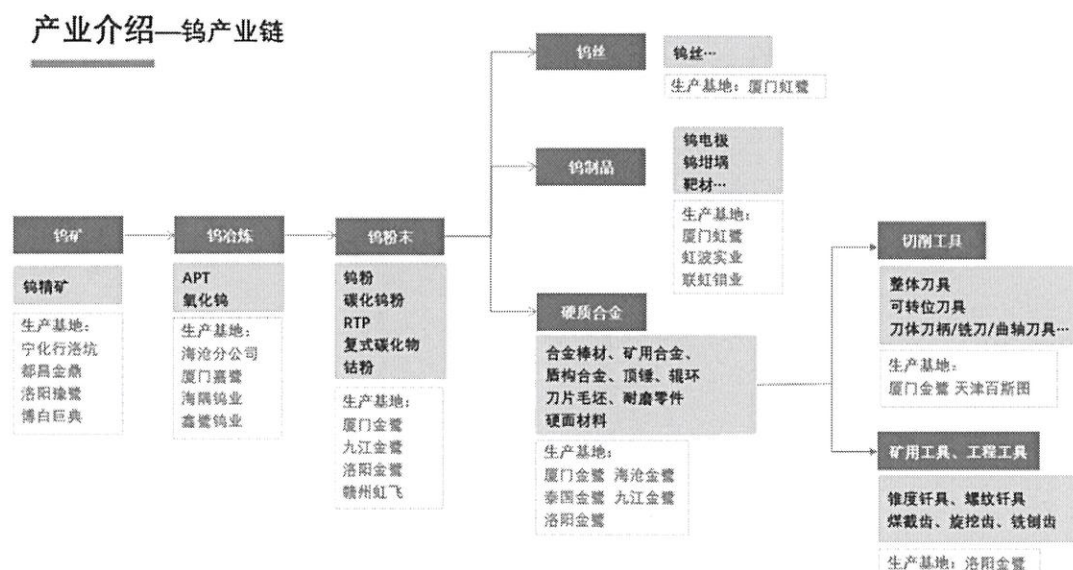 产业介绍—钨产业链
钨矿
钨精矿
生产基地：
宁化行洛坑
都昌金鼎
洛阳豫鹭
博白巨典
钨冶炼
APT
氧化钨
生产基地：
海沧分公司
厦门嘉鹭
海隅钨业
鑫鹭钨业
钨粉末
钨粉
碳化钨粉
RTP
复式碳化物
钴粉
生产基地：
厦门金鹭
九江金鹭
洛阳金鹭
赣州虹飞
钨丝
钨丝…
生产基地：厦门虹鹭
钨制品
钨电极
钨坩埚
靶材…
生产基地：
厦门虹鹭
虹波实业
联虹钼业
硬质合金
合金棒材、矿用合金、
盾构合金、顶锤、辊环
刀片毛坯、耐磨零件
硬面材料
生产基地：
厦门金鹭 海沧金鹭
泰国金鹭 九江金鹭
洛阳金鹭
切削工具
整体刀具
可转位刀具
刀体刀柄/铣刀/曲轴刀具…
生产基地：
厦门金鹭 天津百斯图
矿用工具、工程工具
锥度钎具、螺纹钎具
煤截齿、旋挖齿、铣刨齿
生产基地：洛阳金鹭